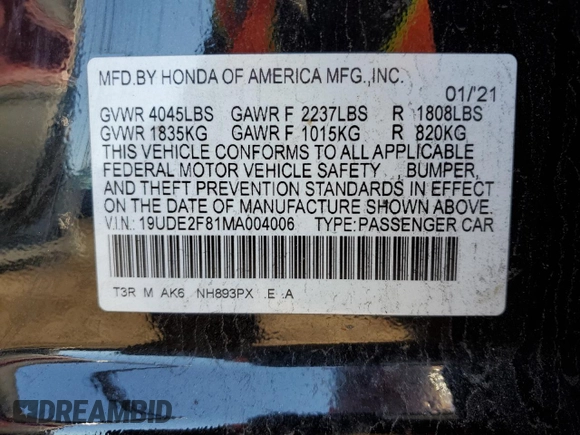 MFD.BY HONDA OF AMERICA MFG.,INC.
01/'21
GVWR 4045LBS GAWR F 2237LBS R 1808LBS
GVWR 1835KG GAWR F 1015KG R 820KG
THIS VEHICLE CONFORMS TO ALL APPLICABLE
FEDERAL MOTOR VEHICLE SAFETY , BUMPER,
AND THEFT PREVENTION STANDARDS IN EFFECT
ON THE DATE OF MANUFACTURE SHOWN ABOVE.
V.I.N.: 19UDE2F81MA004006 TYPE:PASSENGER CAR
T3R M AK6 NH893PX .E .A
DREAMBID